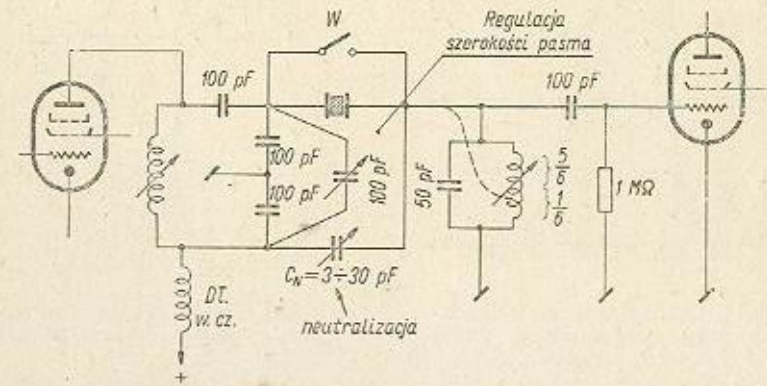 W
Regulacja
szerokości pasma
100 pF
100 pF
100 pF
100 pF
100 pF
50 pF
5/6
1/6
1 MΩ
C_N=3÷30 pF
neutralizacja
Dł.
w. cz.
+